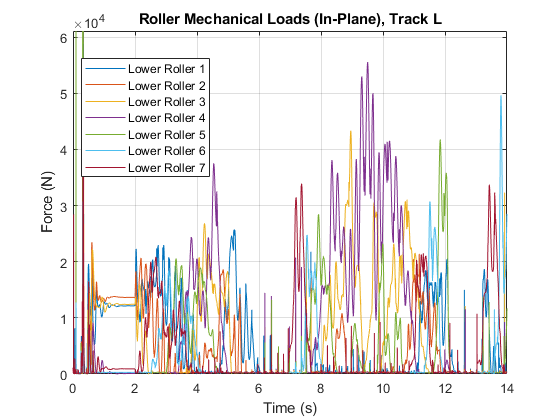 Roller Mechanical Loads (In-Plane), Track L
×10⁴
6
5
4
3
2
1
0
Force (N)
Lower Roller 1
Lower Roller 2
Lower Roller 3
Lower Roller 4
Lower Roller 5
Lower Roller 6
Lower Roller 7
0 2 4 6 8 10 12 14
Time (s)